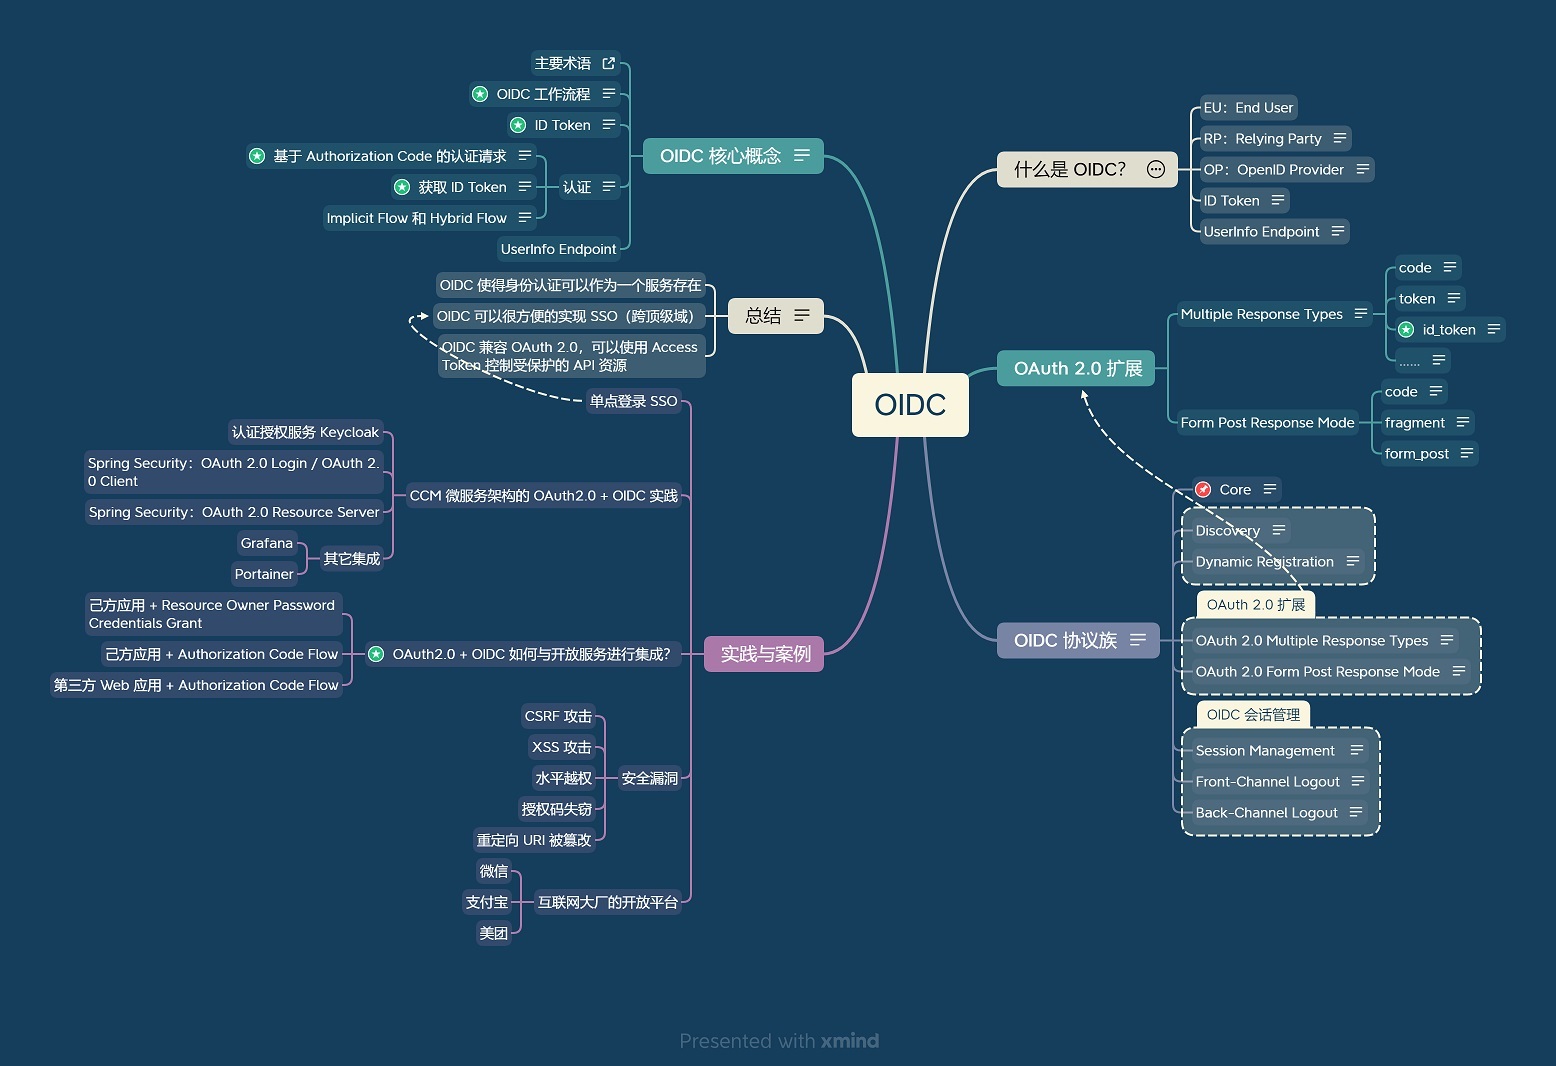 OIDC
什么是 OIDC？
EU：End User
RP：Relying Party
OP：OpenID Provider
ID Token
UserInfo Endpoint
OAuth 2.0 扩展
Multiple Response Types
code
token
id_token
......
Form Post Response Mode
code
fragment
form_post
OIDC 协议族
Core
Discovery
Dynamic Registration
OAuth 2.0 扩展
OAuth 2.0 Multiple Response Types
OAuth 2.0 Form Post Response Mode
OIDC 会话管理
Session Management
Front-Channel Logout
Back-Channel Logout
OIDC 核心概念
主要术语
OIDC 工作流程
ID Token
认证
基于 Authorization Code 的认证请求
获取 ID Token
Implicit Flow 和 Hybrid Flow
UserInfo Endpoint
总结
OIDC 使得身份认证可以作为一个服务存在
OIDC 可以很方便的实现 SSO（跨顶级域）
OIDC 兼容 OAuth 2.0，可以使用 Access
Token 控制受保护的 API 资源
实践与案例
单点登录 SSO
CCM 微服务架构的 OAuth2.0 + OIDC 实践
认证授权服务 Keycloak
Spring Security：OAuth 2.0 Login / OAuth 2.
0 Client
Spring Security：OAuth 2.0 Resource Server
其它集成
Grafana
Portainer
OAuth2.0 + OIDC 如何与开放服务进行集成?
己方应用 + Resource Owner Password
Credentials Grant
己方应用 + Authorization Code Flow
第三方 Web 应用 + Authorization Code Flow
安全漏洞
CSRF 攻击
XSS 攻击
水平越权
授权码失窃
重定向 URI 被篡改
互联网大厂的开放平台
微信
支付宝
美团
Presented with xmind